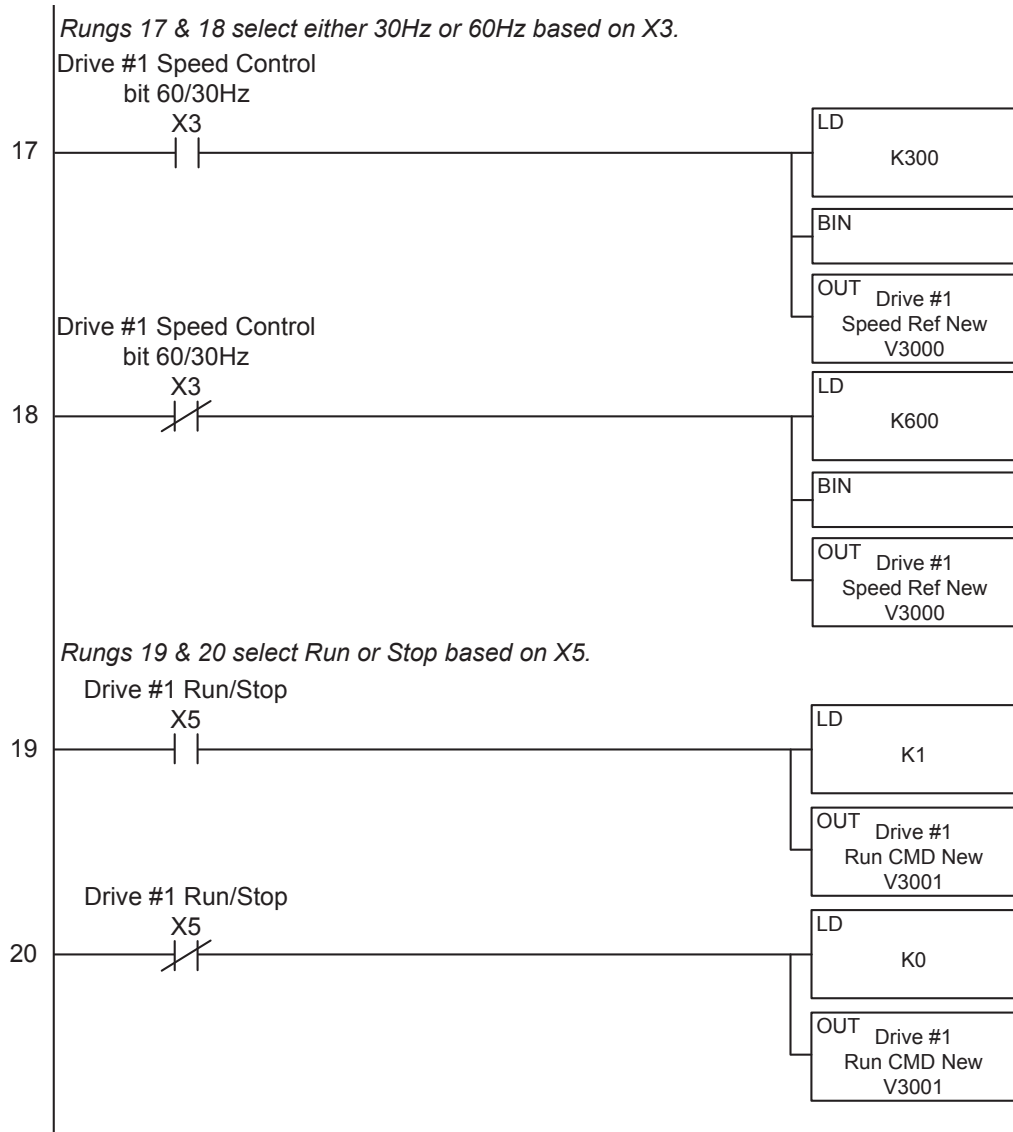 Rungs 17 & 18 select either 30Hz or 60Hz based on X3.
Drive #1 Speed Control
bit 60/30Hz
X3
17
LD
K300
BIN
OUT
Drive #1
Speed Ref New
V3000
Drive #1 Speed Control
bit 60/30Hz
X3
18
LD
K600
BIN
OUT
Drive #1
Speed Ref New
V3000
Rungs 19 & 20 select Run or Stop based on X5.
Drive #1 Run/Stop
X5
19
LD
K1
OUT
Drive #1
Run CMD New
V3001
Drive #1 Run/Stop
X5
20
LD
K0
OUT
Drive #1
Run CMD New
V3001